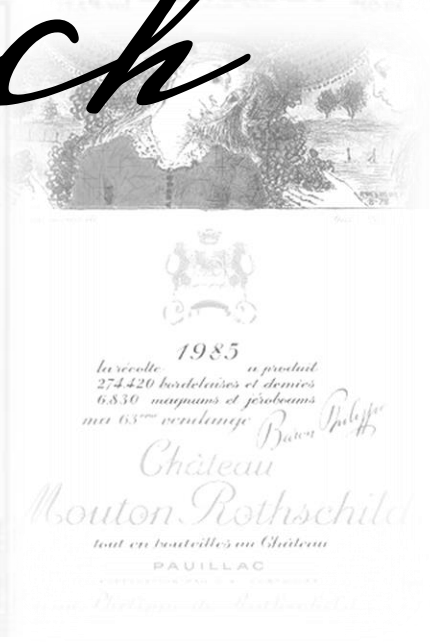 ch
1985
la récolte a produit
274.420 bordelaises et demies
6.830 magnums et jéroboams
ma 63ème vendange
Baron Philippe
Château
Mouton Rothschild
tout en bouteilles au Château
PAUILLAC